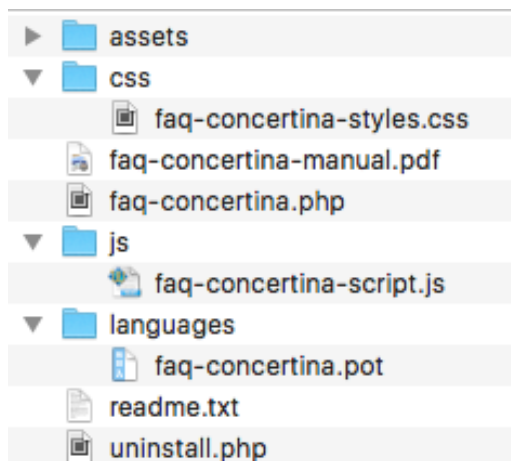 assets
css
faq-concertina-styles.css
faq-concertina-manual.pdf
faq-concertina.php
js
faq-concertina-script.js
languages
faq-concertina.pot
readme.txt
uninstall.php